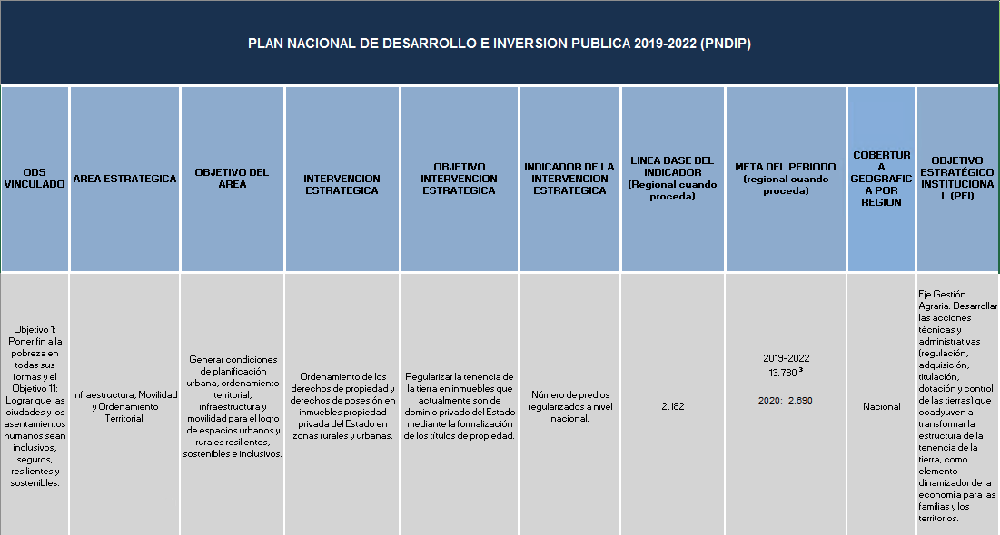 PLAN NACIONAL DE DESARROLLO E INVERSION PUBLICA 2019-2022 (PNDIP)
ODS
VINCULADO
AREA ESTRATEGICA
OBJETIVO DEL
AREA
INTERVENCION
ESTRATEGICA
OBJETIVO
INTERVENCION
ESTRATEGICA
INDICADOR DE LA
INTERVENCION
ESTRATEGICA
LINEA BASE DEL
INDICADOR
(Regional cuando
proceda)
META DEL PERIODO
(regional cuando
proceda)
COBERTUR
A
GEOGRAFIC
A POR
REGION
OBJETIVO
ESTRATÉGICO
INSTITUCIONA
L (PEI)
Objetivo 1:
Poner fin a la
pobreza en
todas sus
formas y el
Objetivo 11:
Lograr que las
ciudades y los
asentamientos
humanos sean
inclusivos,
seguros,
resilientes y
sostenibles.
Infraestructura, Movilidad
y Ordenamiento
Territorial.
Generar condiciones
de planificación
urbana, ordenamiento
territorial,
infraestructura y
movilidad para el logro
de espacios urbanos y
rurales resilientes,
sostenibles e inclusivos.
Ordenamiento de los
derechos de propiedad y
derechos de posesión en
inmuebles propiedad
privada del Estado en
zonas rurales y urbanas.
Regularizar la tenencia de
la tierra en inmuebles que
actualmente son de
dominio privado del Estado
mediante la formalización
de los títulos de propiedad.
Número de predios
regularizados a nivel
nacional.
2,182
2019-2022
13.780 ³
2020: 2.690
Nacional
Eje Gestión
Agraria. Desarrollar
las acciones
técnicas y
administrativas
(regulación,
adquisición,
titulación,
dotación y control
de las tierras) que
coadyuven a
transformar la
estructura de la
tenencia de la
tierra, como
elemento
dinamizador de la
economía para las
familias y los
territorios.